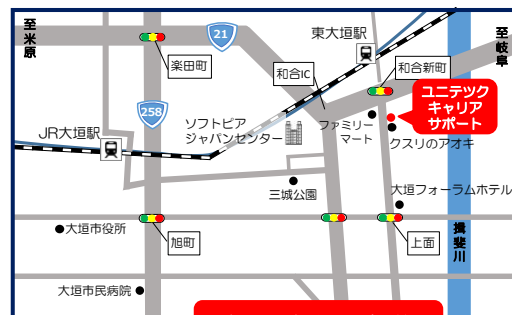 至米原
21
東大垣駅
至岐阜
楽田町
和合IC
和合新町
ユニテック
キャリア
サポート
258
JR大垣駅
ソフトピア
ジャパンセンター
ファミリー
マート
クスリのアオキ
三城公園
大垣フォーラムホテル
大垣市役所
旭町
上面
揖斐川
大垣市民病院